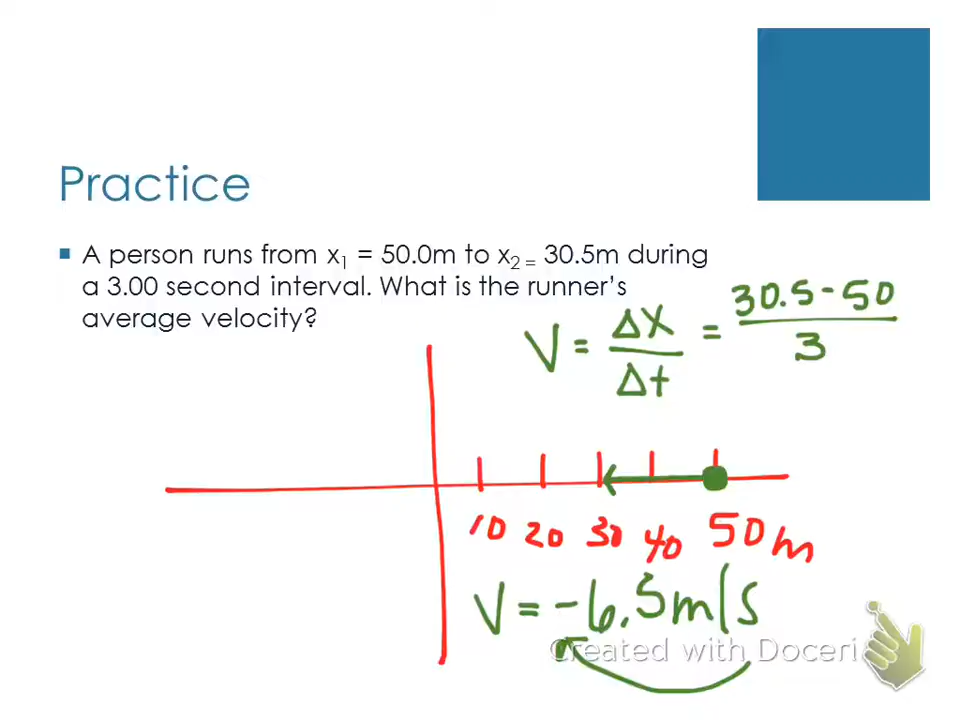 Practice
A person runs from x1 = 50.0m to x2 = 30.5m during
a 3.00 second interval. What is the runner's
average velocity?
V = ΔX/Δt = 30.5-50/3
10 20 30 40 50 m
V = -6.5m/s
Created with Doceri